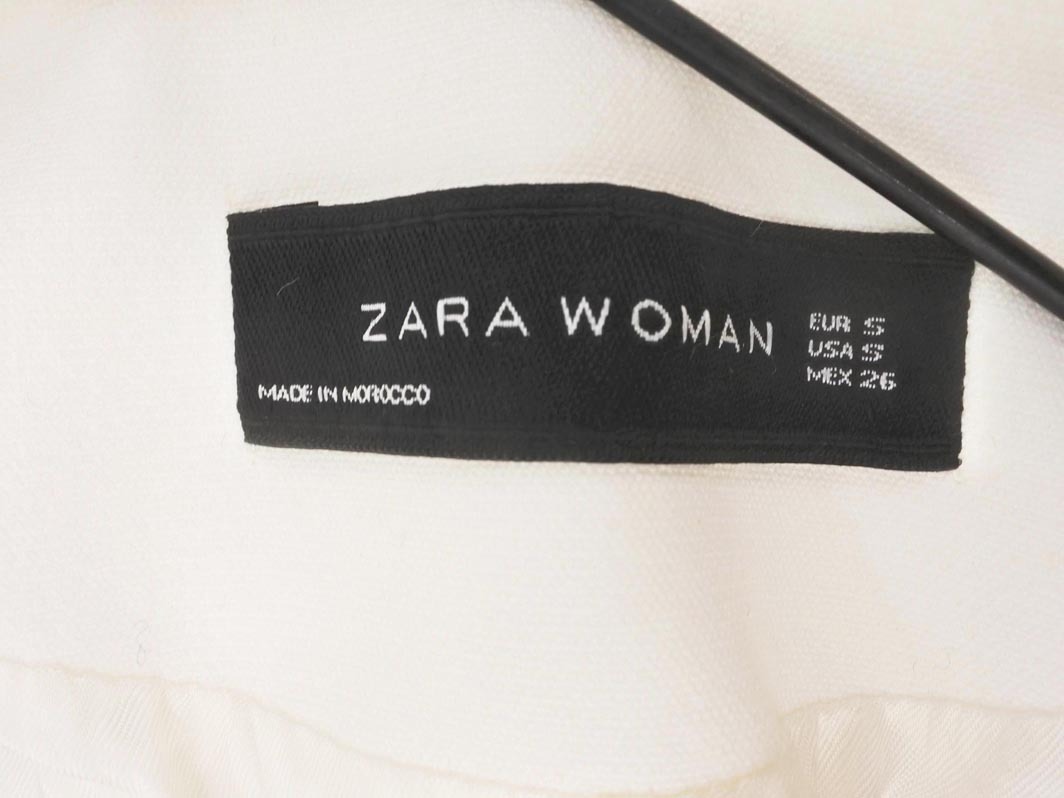 ZARA WOMAN
EUR S
USA S
MEX 26
MADE IN MOROCCO